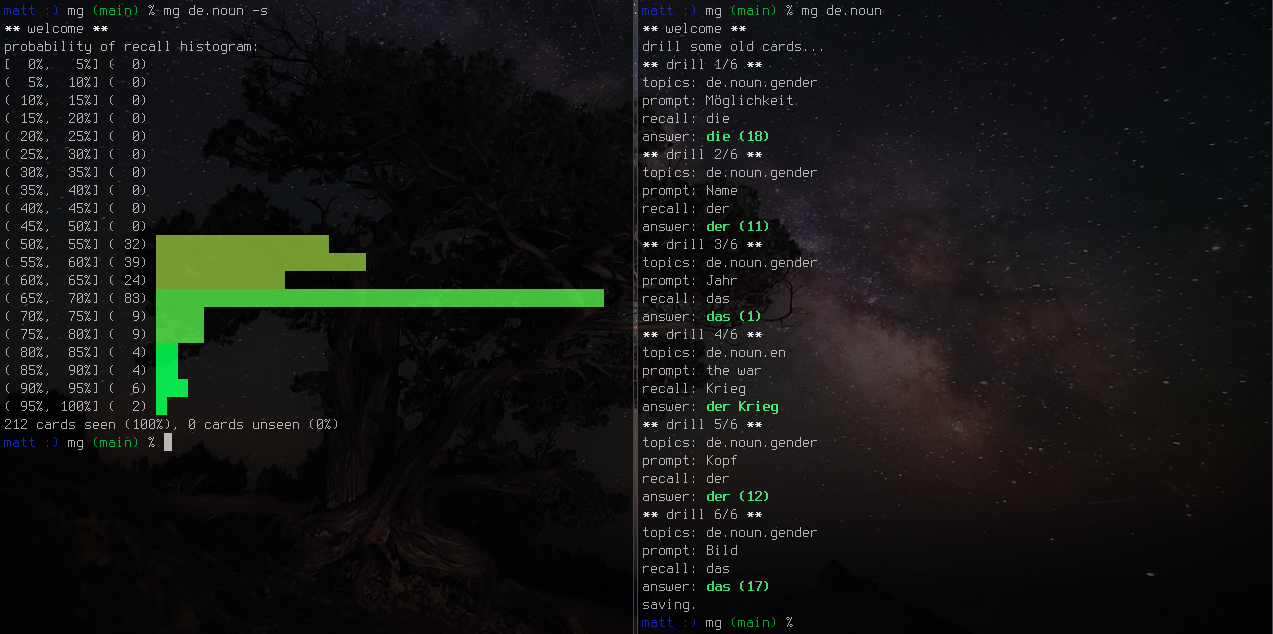 matt :) mg (main) % mg de.noun -s
** welcome **
probability of recall histogram:
[  0%,   5%] (  0)
(  5%,  10%] (  0)
( 10%,  15%] (  0)
( 15%,  20%] (  0)
( 20%,  25%] (  0)
( 25%,  30%] (  0)
( 30%,  35%] (  0)
( 35%,  40%] (  0)
( 40%,  45%] (  0)
( 45%,  50%] (  0)
( 50%,  55%] ( 32)
( 55%,  60%] ( 39)
( 60%,  65%] ( 24)
( 65%,  70%] ( 83)
( 70%,  75%] (  9)
( 75%,  80%] (  9)
( 80%,  85%] (  4)
( 85%,  90%] (  4)
( 90%,  95%] (  6)
( 95%, 100%] (  2)
212 cards seen (100%), 0 cards unseen (0%)
matt :) mg (main) %
matt :) mg (main) % mg de.noun
** welcome **
drill some old cards...
** drill 1/6 **
topics: de.noun.gender
prompt: Möglichkeit
recall: die
answer: die (18)
** drill 2/6 **
topics: de.noun.gender
prompt: Name
recall: der
answer: der (11)
** drill 3/6 **
topics: de.noun.gender
prompt: Jahr
recall: das
answer: das (1)
** drill 4/6 **
topics: de.noun.en
prompt: the war
recall: Krieg
answer: der Krieg
** drill 5/6 **
topics: de.noun.gender
prompt: Kopf
recall: der
answer: der (12)
** drill 6/6 **
topics: de.noun.gender
prompt: Bild
recall: das
answer: das (17)
saving.
matt :) mg (main) %